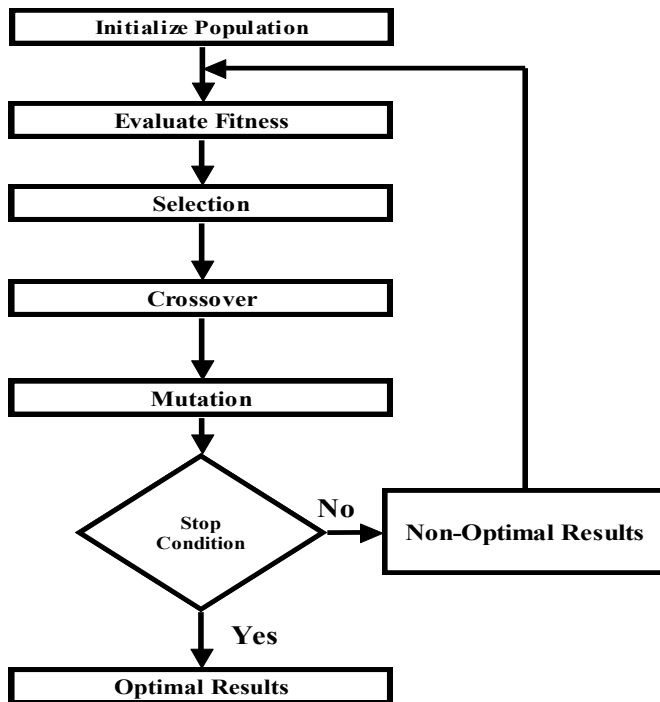 Initialize Population
Evaluate Fitness
Selection
Crossover
Mutation
Stop
Condition
No
Non-Optimal Results
Yes
Optimal Results